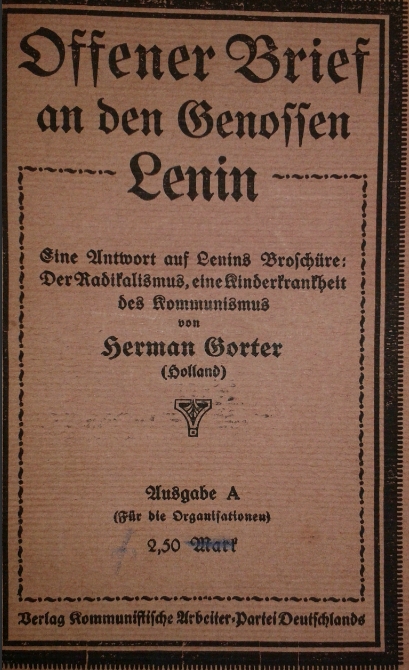 Offener Brief
an den Genossen
Lenin
Eine Antwort auf Lenins Broschüre:
Der Radikalismus, eine Kinderkrankheit
des Kommunismus
von
Herman Gorter
(Holland)
Ausgabe A
(Für die Organisationen)
2,50 Mark
Verlag Kommunistische Arbeiter-Partei Deutschlands